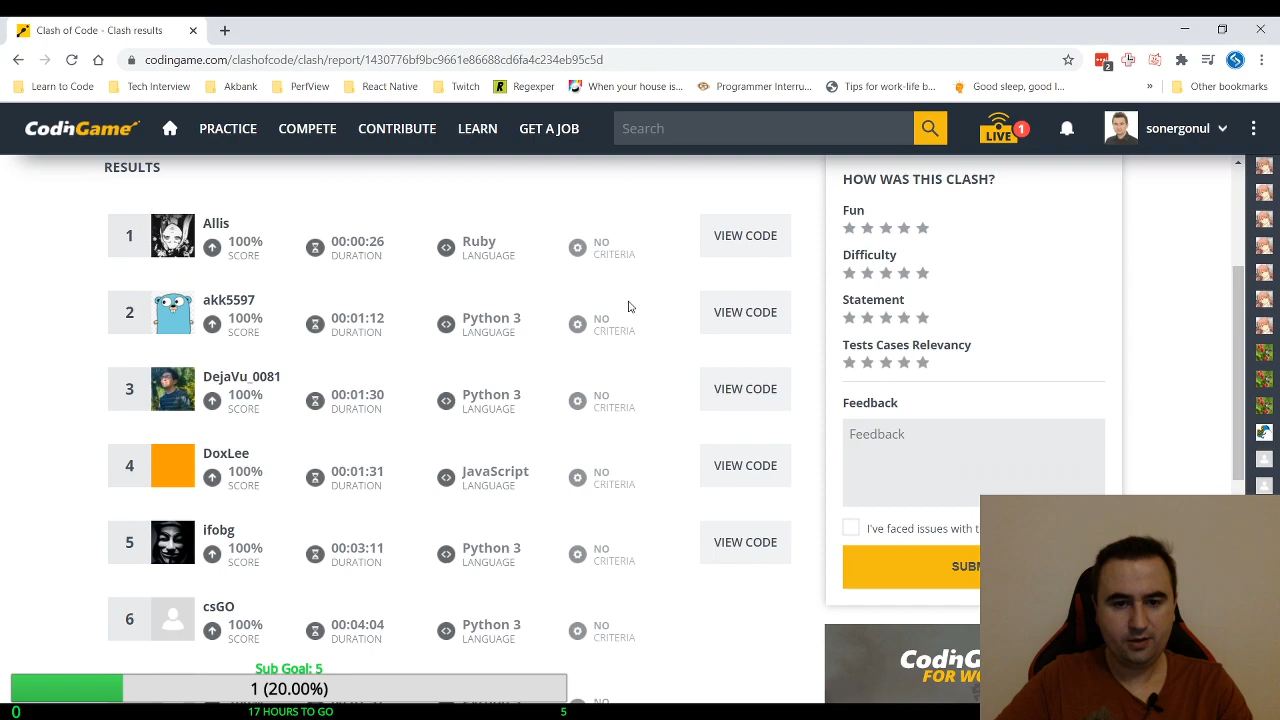 Clash of Code - Clash results
codingame.com/clashofcode/clash/report/1430776bf9bc9661e86688cd6fa4c234eb95c5d
2
Learn to Code
Tech Interview
Akbank
PerfView
React Native
Twitch
Regexper
When your house is...
Programmer Interru...
Tips for work-life b...
Good sleep, good l...
»
Other bookmarks
CodinGame
PRACTICE
COMPETE
CONTRIBUTE
LEARN
GET A JOB
Search
LIVE
1
sonergonul
RESULTS
1
Allis
100%
SCORE
00:00:26
DURATION
Ruby
LANGUAGE
NO
CRITERIA
VIEW CODE
2
akk5597
100%
SCORE
00:01:12
DURATION
Python 3
LANGUAGE
NO
CRITERIA
VIEW CODE
3
DejaVu_0081
100%
SCORE
00:01:30
DURATION
Python 3
LANGUAGE
NO
CRITERIA
VIEW CODE
4
DoxLee
100%
SCORE
00:01:31
DURATION
JavaScript
LANGUAGE
NO
CRITERIA
VIEW CODE
5
ifobg
100%
SCORE
00:03:11
DURATION
Python 3
LANGUAGE
NO
CRITERIA
VIEW CODE
6
csGO
100%
SCORE
00:04:04
DURATION
Python 3
LANGUAGE
NO
CRITERIA
HOW WAS THIS CLASH?
Fun
Difficulty
Statement
Tests Cases Relevancy
Feedback
Feedback
I've faced issues with t
SUB
CodinG
FOR WO
Sub Goal: 5
1 (20.00%)
0
17 HOURS TO GO
5